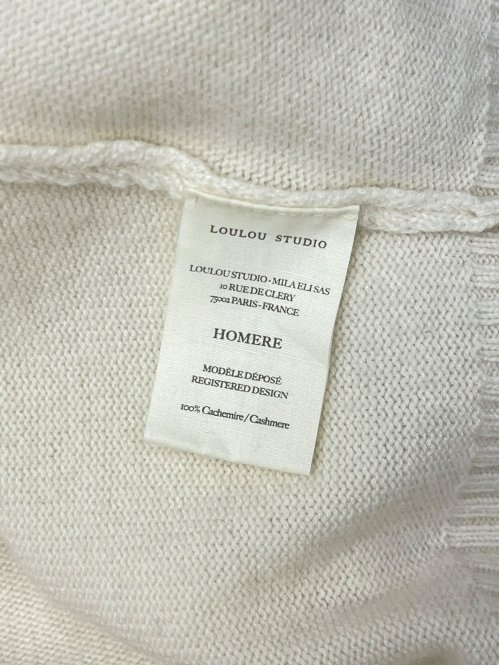 LOULOU STUDIO
LOULOU STUDIO - MILA ELI SAS
10 RUE DE CLERY
75002 PARIS - FRANCE
HOMERE
MODÈLE DÉPOSÉ
REGISTERED DESIGN
100% Cachemire / Cashmere